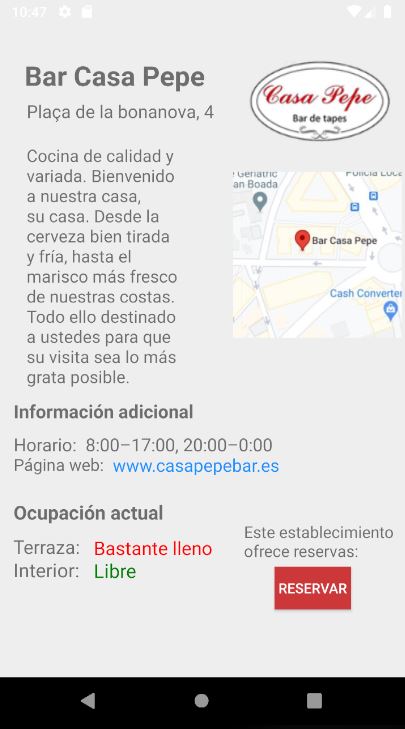 10:47
Bar Casa Pepe
Plaça de la bonanova, 4
Casa Pepe
Bar de tapes
Cocina de calidad y
variada. Bienvenido
a nuestra casa,
su casa. Desde la
cerveza bien tirada
y fría, hasta el
marisco más fresco
de nuestras costas.
Todo ello destinado
a ustedes para que
su visita sea lo más
grata posible.
Geriatric
an Boada
Policia Loca
Bar Casa Pepe
Cash Converter
Información adicional
Horario: 8:00–17:00, 20:00–0:00
Página web: www.casapepebar.es
Ocupación actual
Terraza: Bastante lleno
Interior: Libre
Este establecimiento
ofrece reservas:
RESERVAR